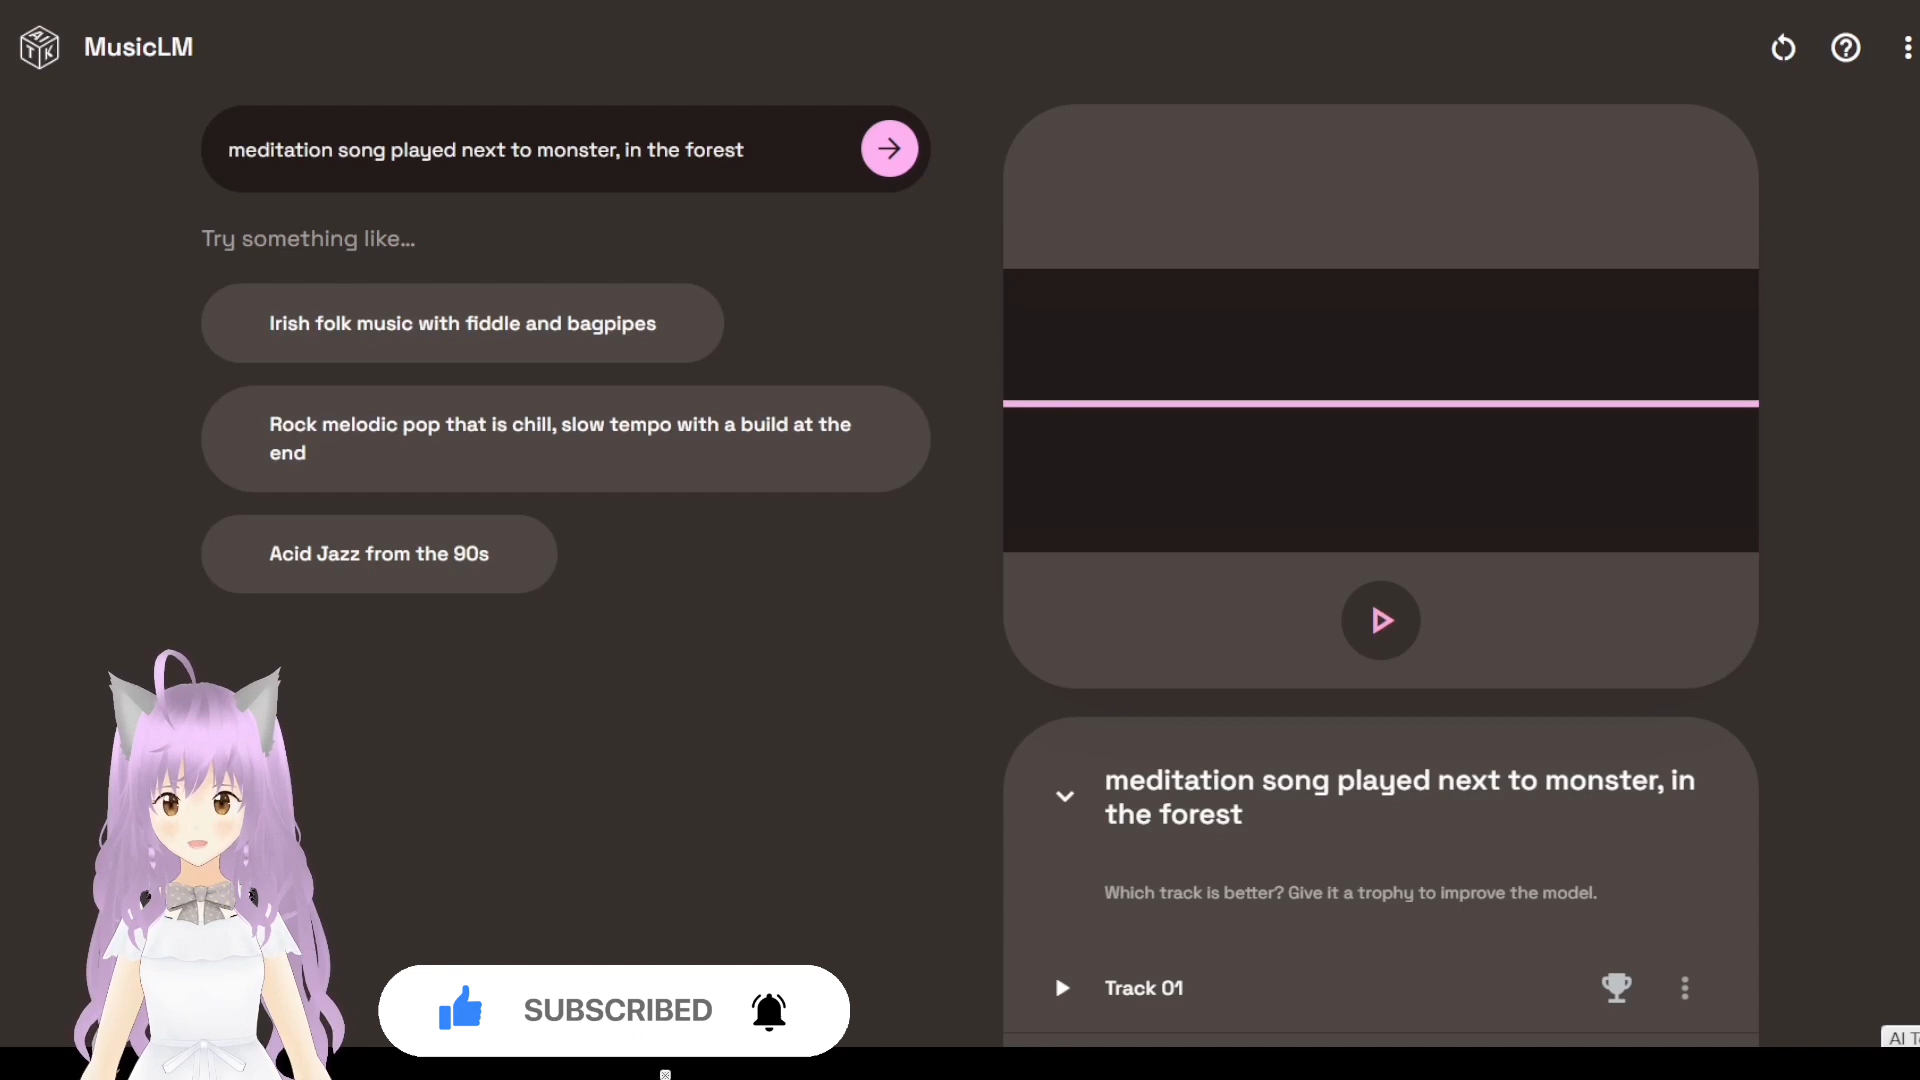 AITK
MusicLM
meditation song played next to monster, in the forest
Try something like...
Irish folk music with fiddle and bagpipes
Rock melodic pop that is chill, slow tempo with a build at the
end
Acid Jazz from the 90s
meditation song played next to monster, in
the forest
Which track is better? Give it a trophy to improve the model.
Track 01
SUBSCRIBED
AI